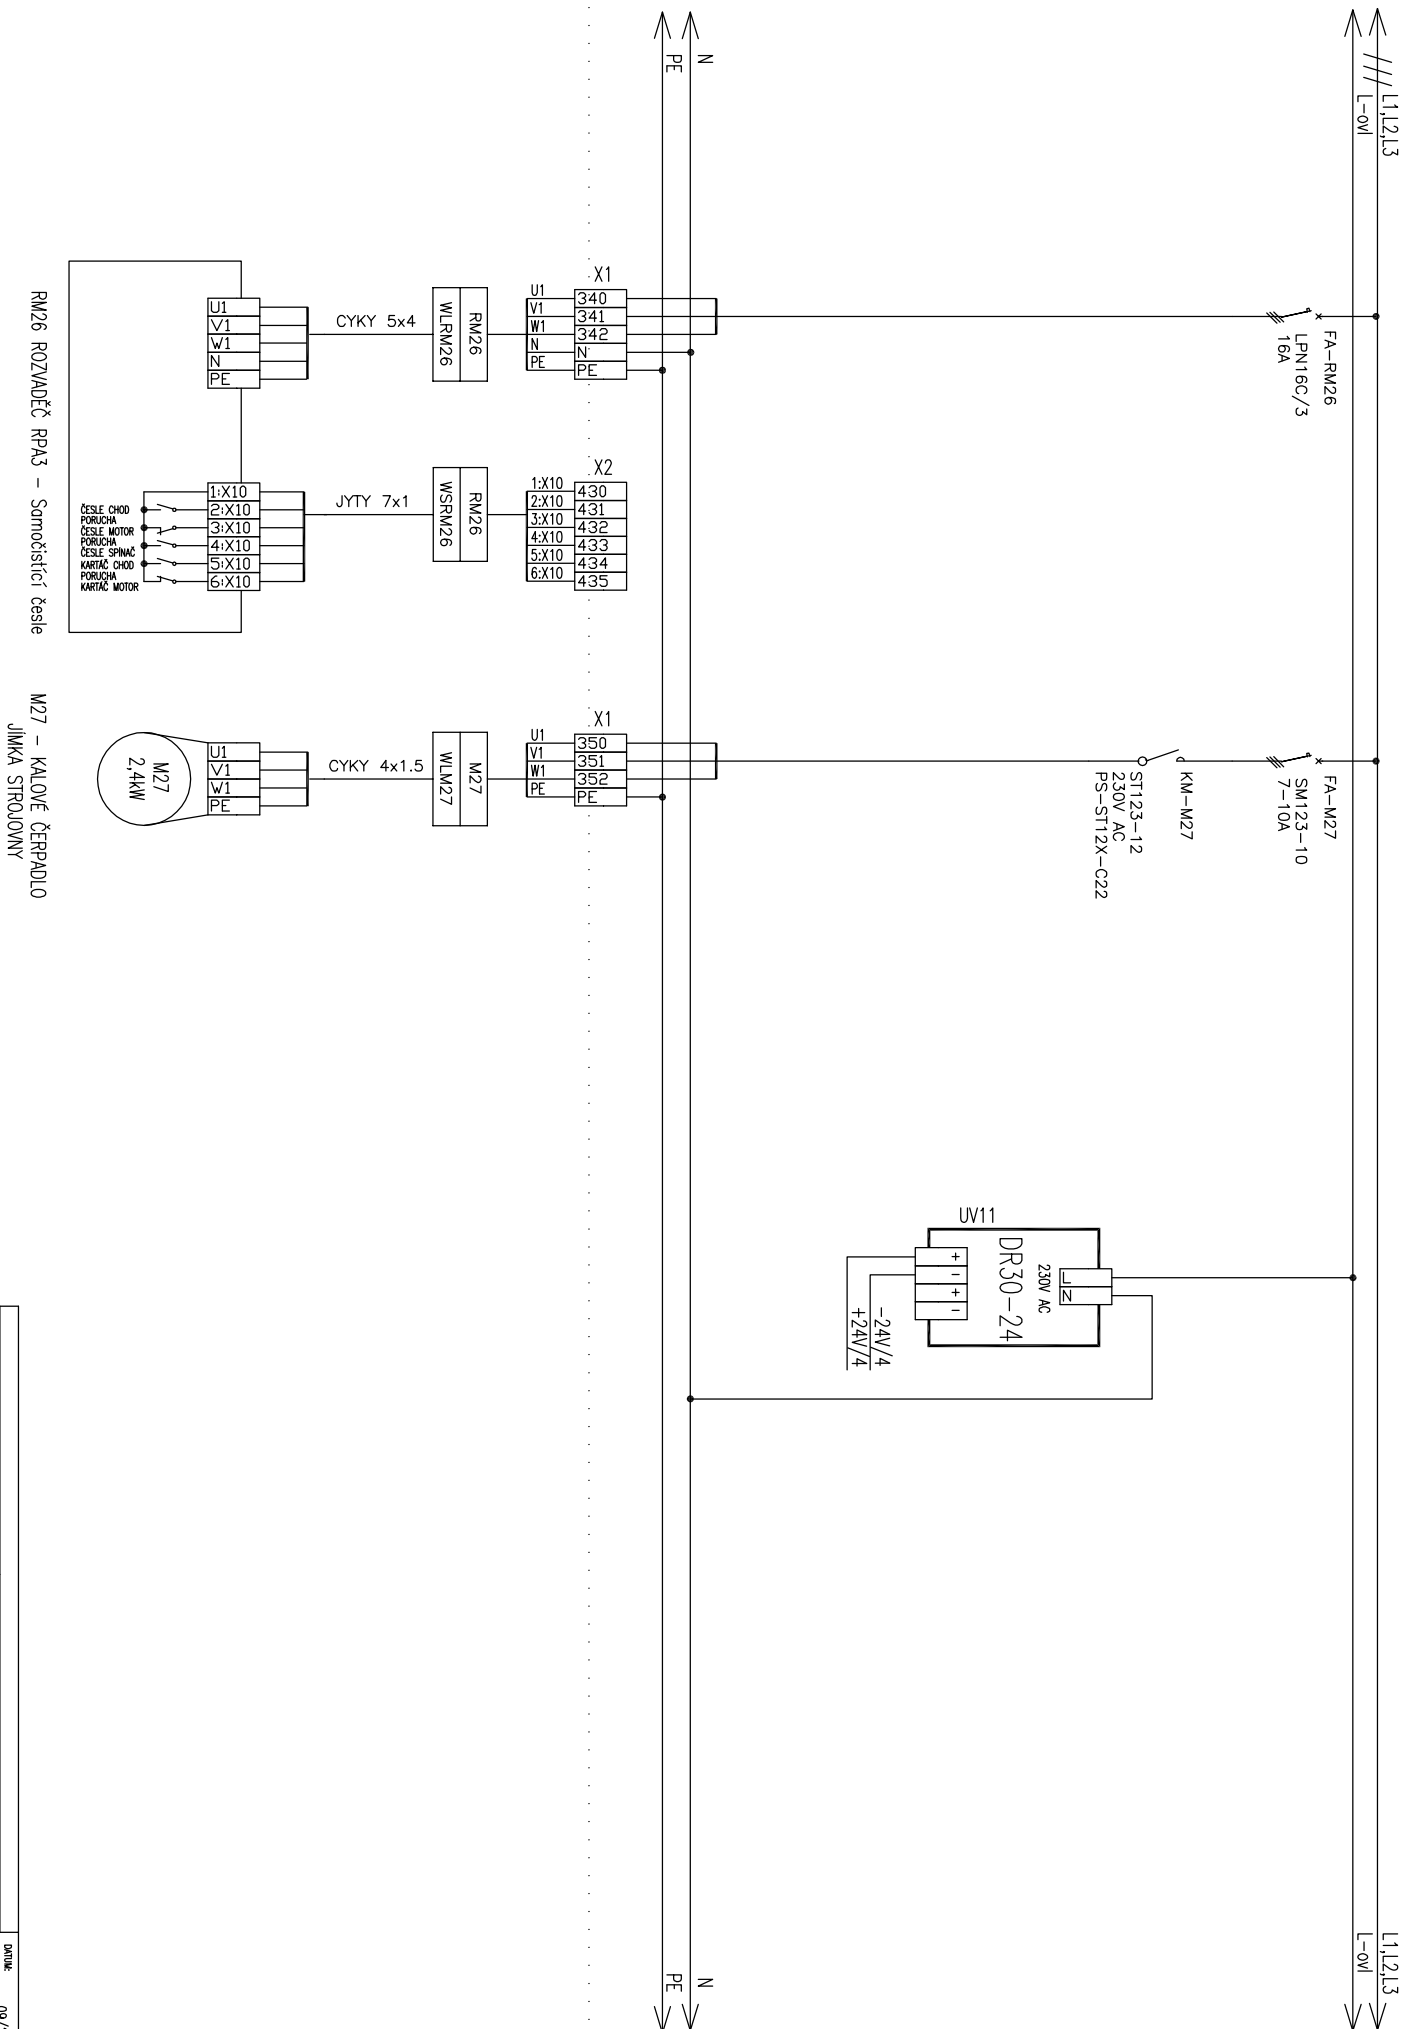 L1,L2,L3
L-ovl
N
PE
FA-RM26
LPN16C/3
16A
X1
U1
V1
W1
N
PE
340
341
342
N
PE
RM26
WLRM26
CYKY 5x4
U1
V1
W1
N
PE
X2
1:X10
2:X10
3:X10
4:X10
5:X10
6:X10
430
431
432
433
434
435
RM26
WSRM26
JYTY 7x1
1:X10
2:X10
3:X10
4:X10
5:X10
6:X10
ČESLE CHOD
PORUCHA
ČESLE MOTOR
PORUCHA
ČESLE SPÍNAČ
KARTÁČ CHOD
PORUCHA
KARTÁČ MOTOR
RM26 ROZVADĚČ RPA3 - Samočistící česle
FA-M27
SM123-10
7-10A
KM-M27
ST123-12
230V AC
PS-ST12X-C22
X1
U1
V1
W1
PE
350
351
352
PE
M27
WLM27
CYKY 4x1.5
U1
V1
W1
PE
M27
2,4kW
M27 - KALOVÉ ČERPADLO
JÍMKA STROJOVNY
UV11
DR30-24
230V AC
L
N
+
-
+
-
-24V/4
+24V/4
L1,L2,L3
L-ovl
N
PE
DATUM: